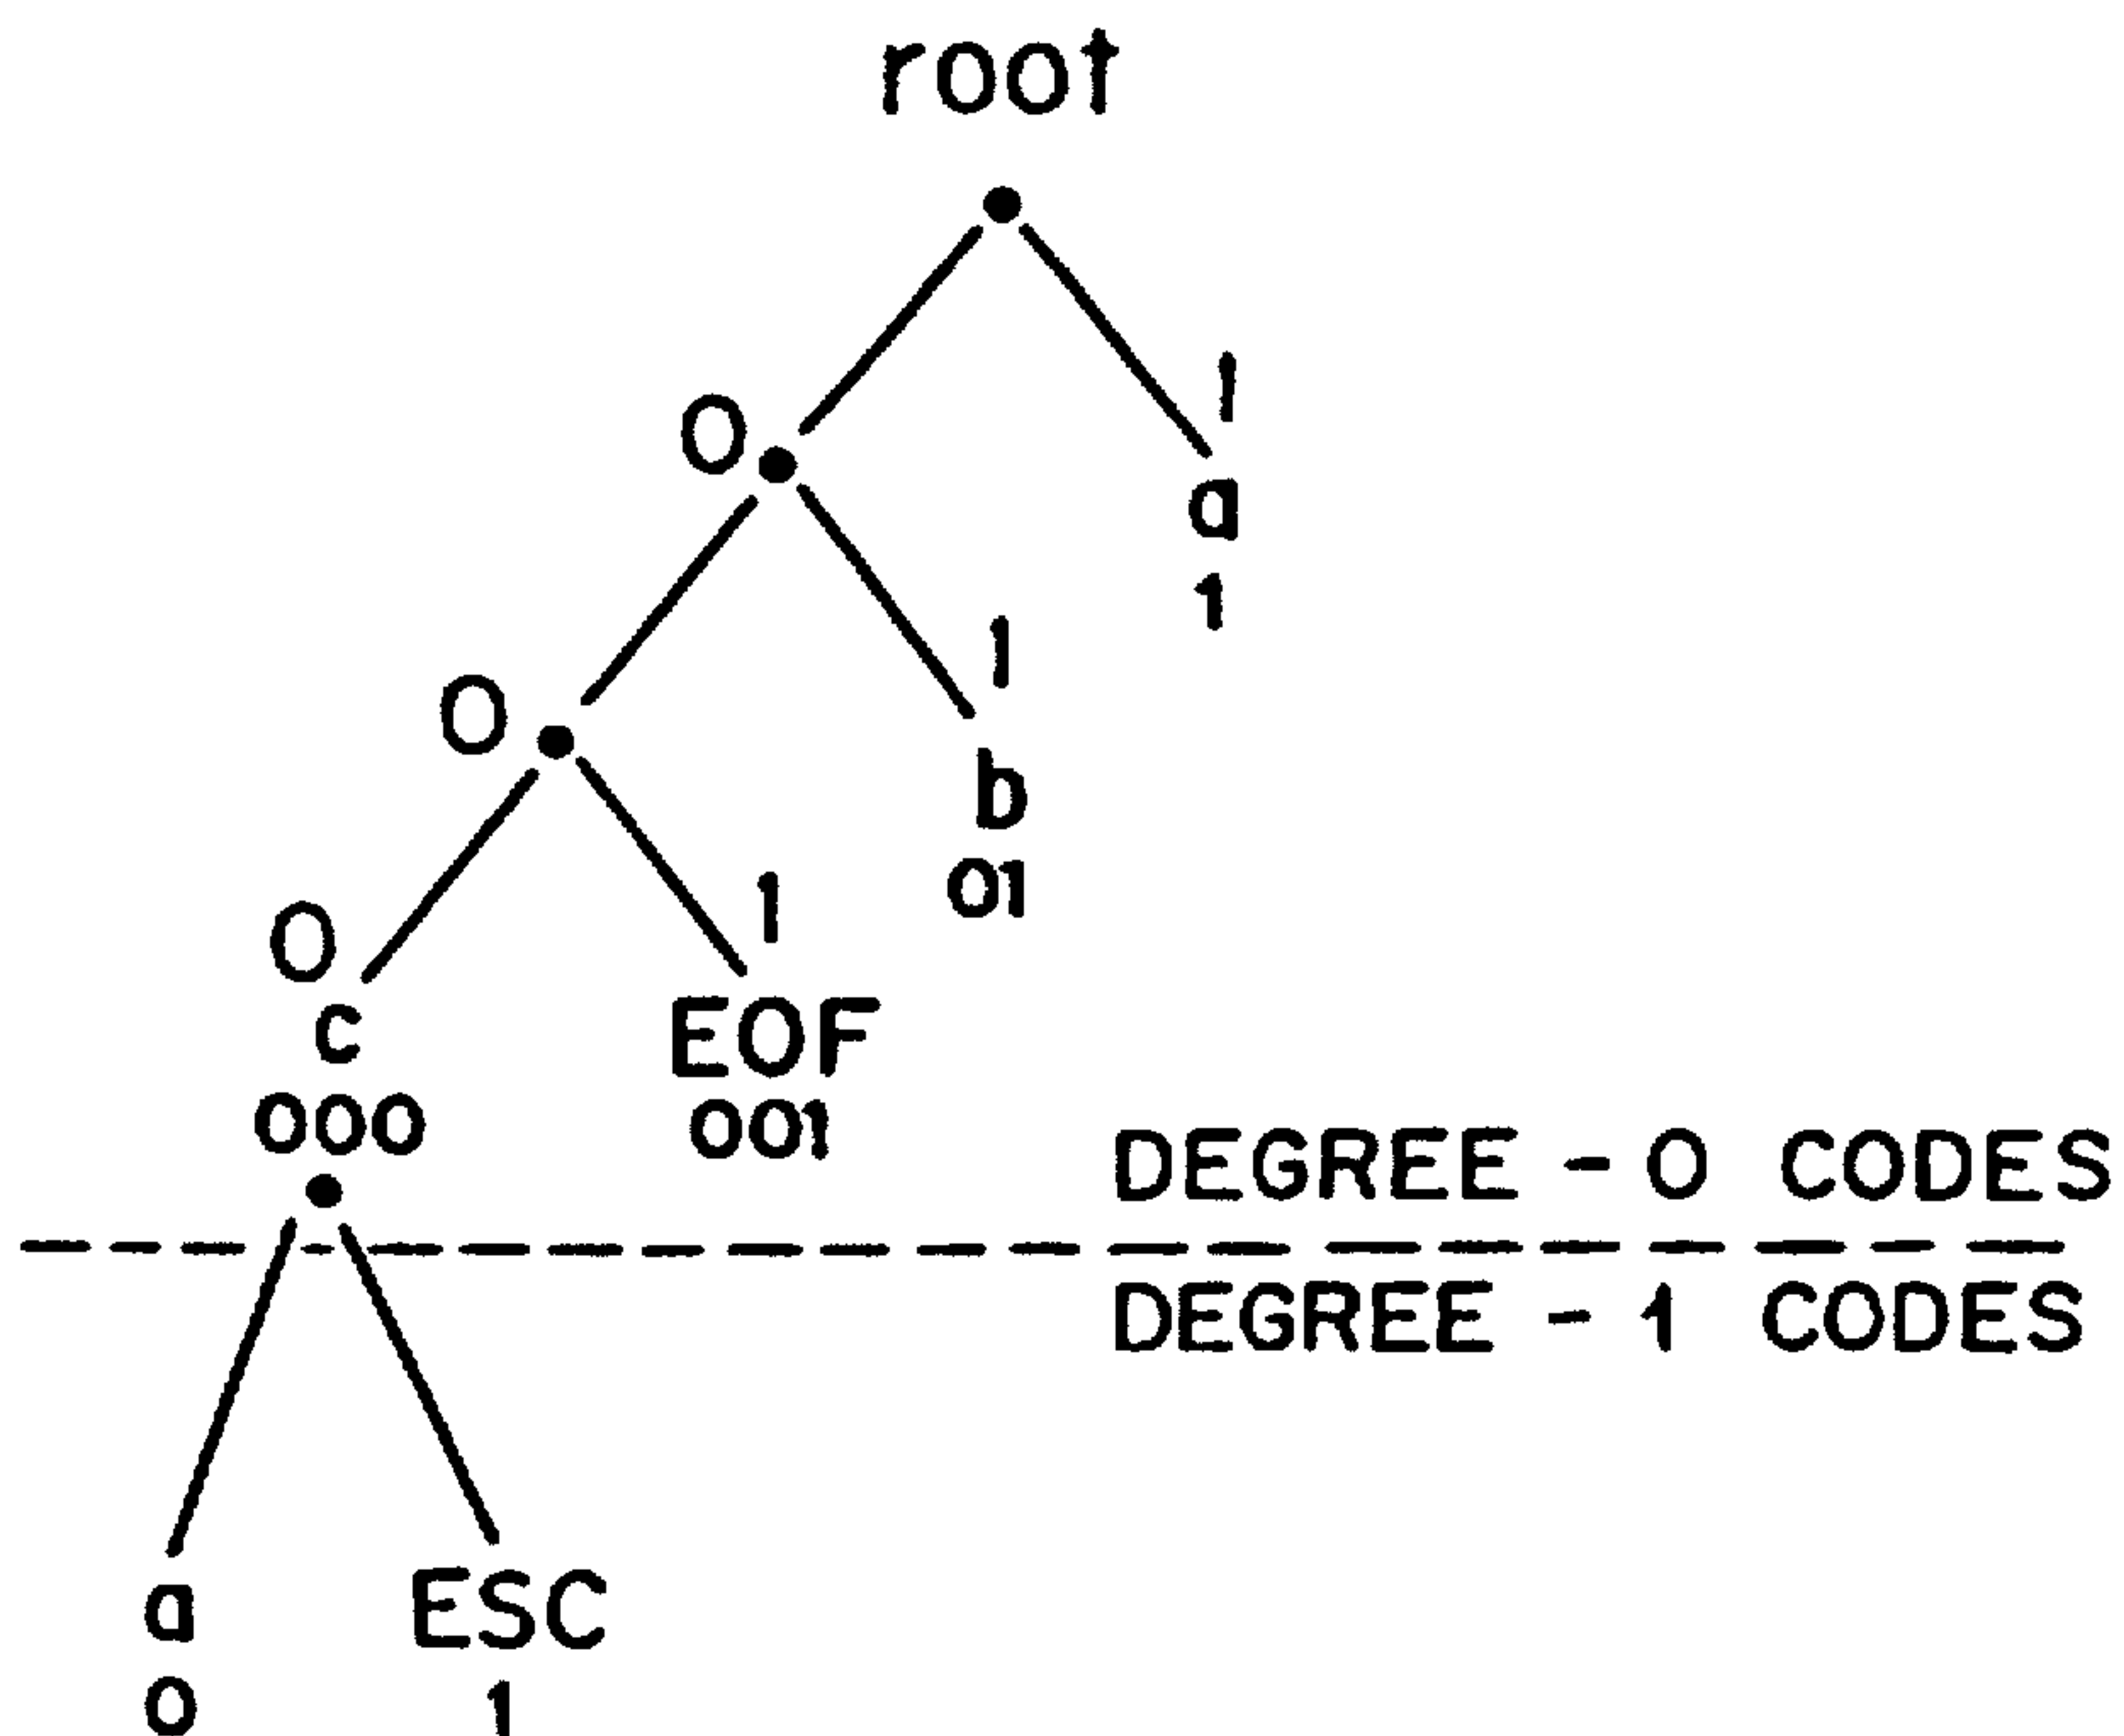 root
0
1
a
1
0
1
b
01
0
1
c
EOF
000
001
DEGREE - 0 CODES
DEGREE - 1 CODES
a
ESC
0
1